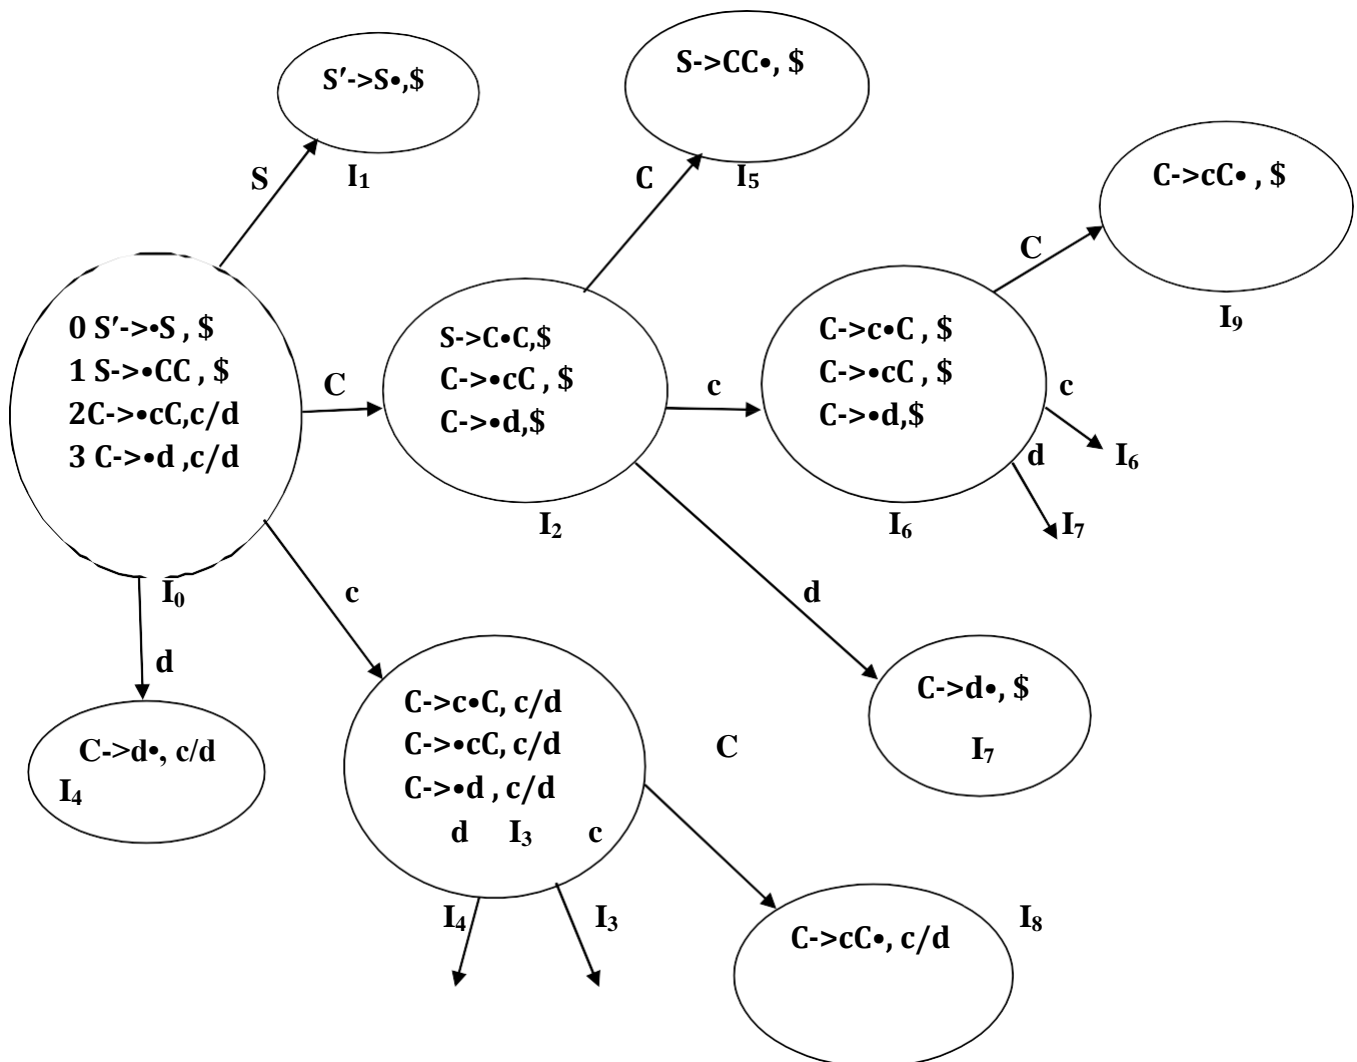 S′->S•,$
I₁
S->CC•, $
I₅
C->cC• , $
I₉
S
C
C
0 S′->•S , $
1 S->•CC , $
2C->•cC,c/d
3 C->•d ,c/d
I₀
C
S->C•C,$
C->•cC , $
C->•d,$
I₂
c
C->c•C , $
C->•cC , $
C->•d,$
I₆
c
I₆
d
I₇
c
d
d
C->d•, c/d
I₄
C->c•C, c/d
C->•cC, c/d
C->•d , c/d
d I₃ c
I₄ I₃
C
C->d•, $
I₇
C->cC•, c/d
I₈